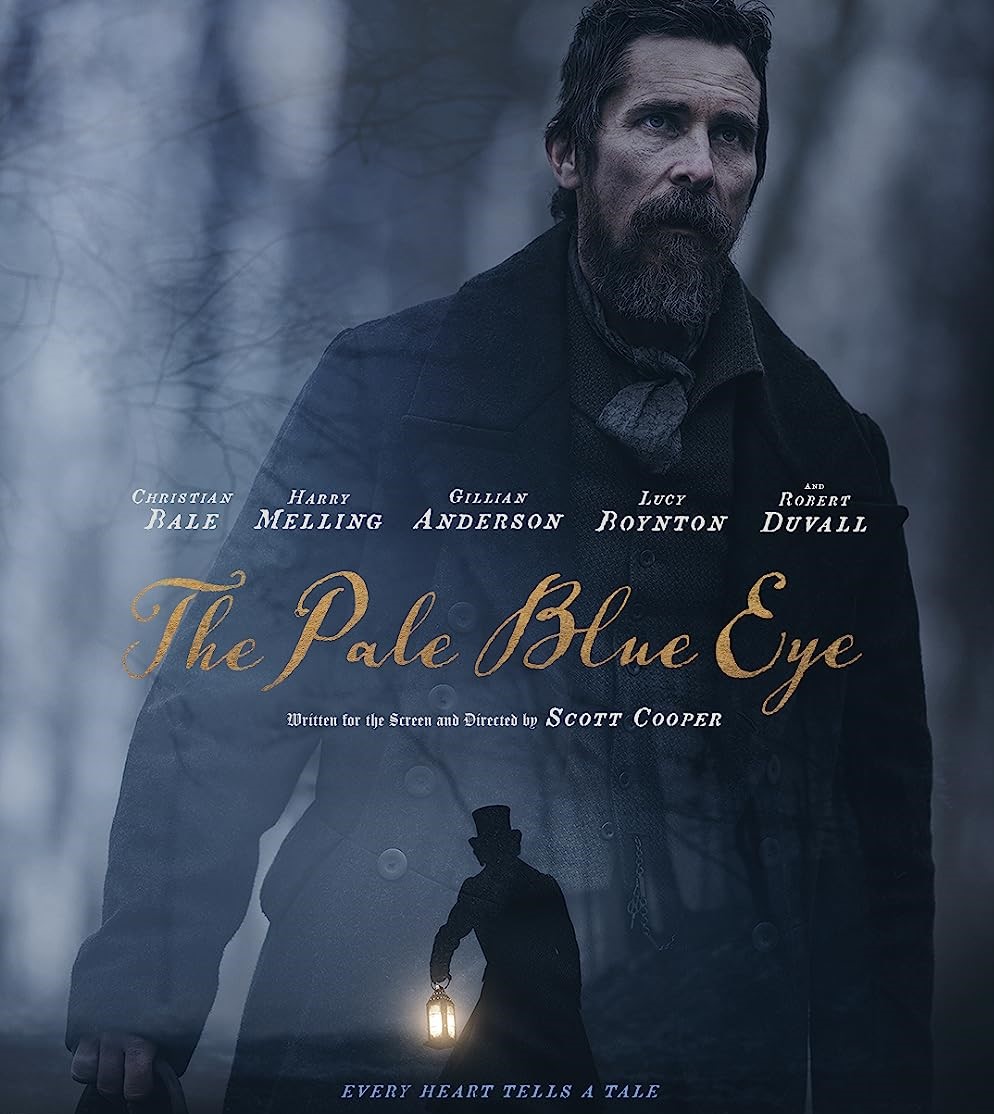 CHRISTIAN BALE
HARRY MELLING
GILLIAN ANDERSON
LUCY BOYNTON
AND ROBERT DUVALL
The Pale Blue Eye
Written for the Screen and Directed by SCOTT COOPER
EVERY HEART TELLS A TALE